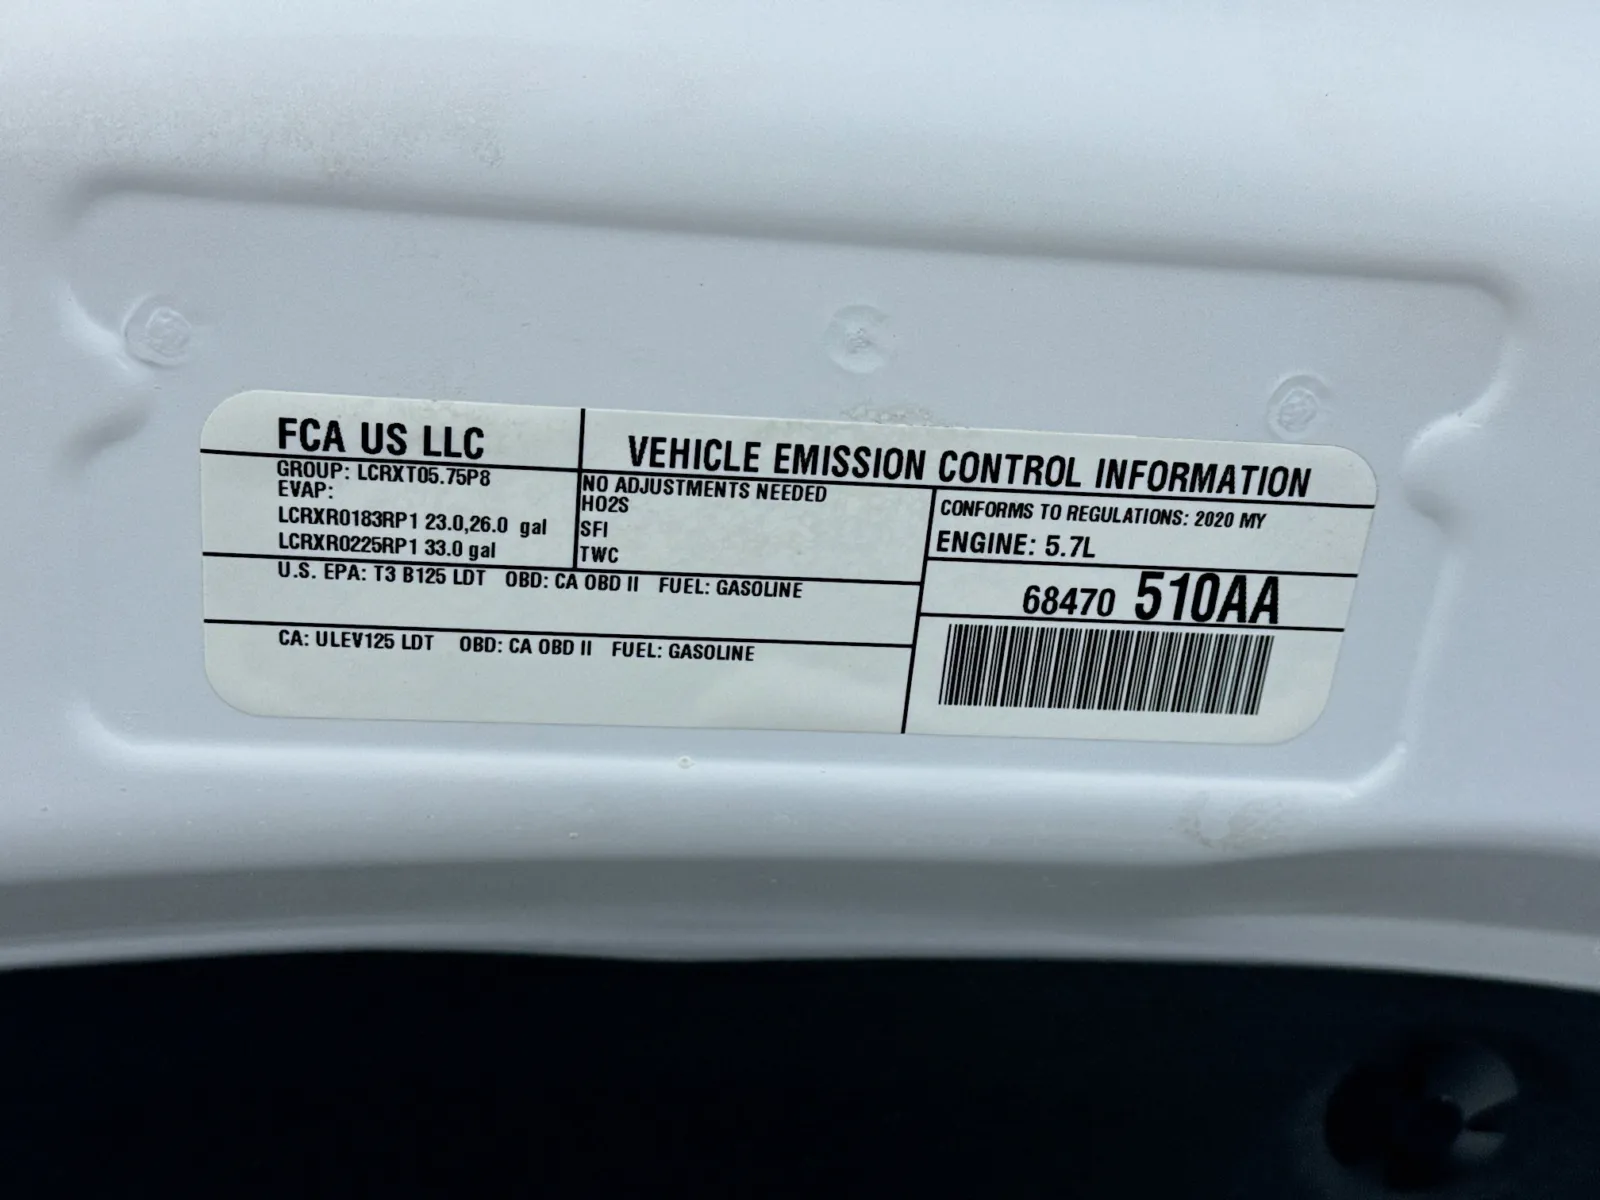 FCA US LLC
VEHICLE EMISSION CONTROL INFORMATION
GROUP: LCRXT05.75P8
EVAP:
LCRXR0183RP1 23.0,26.0 gal
LCRXR0225RP1 33.0 gal
NO ADJUSTMENTS NEEDED
HO2S
SFI
TWC
CONFORMS TO REGULATIONS: 2020 MY
ENGINE: 5.7L
U.S. EPA: T3 B125 LDT OBD: CA OBD II FUEL: GASOLINE
68470 510AA
CA: ULEV125 LDT OBD: CA OBD II FUEL: GASOLINE